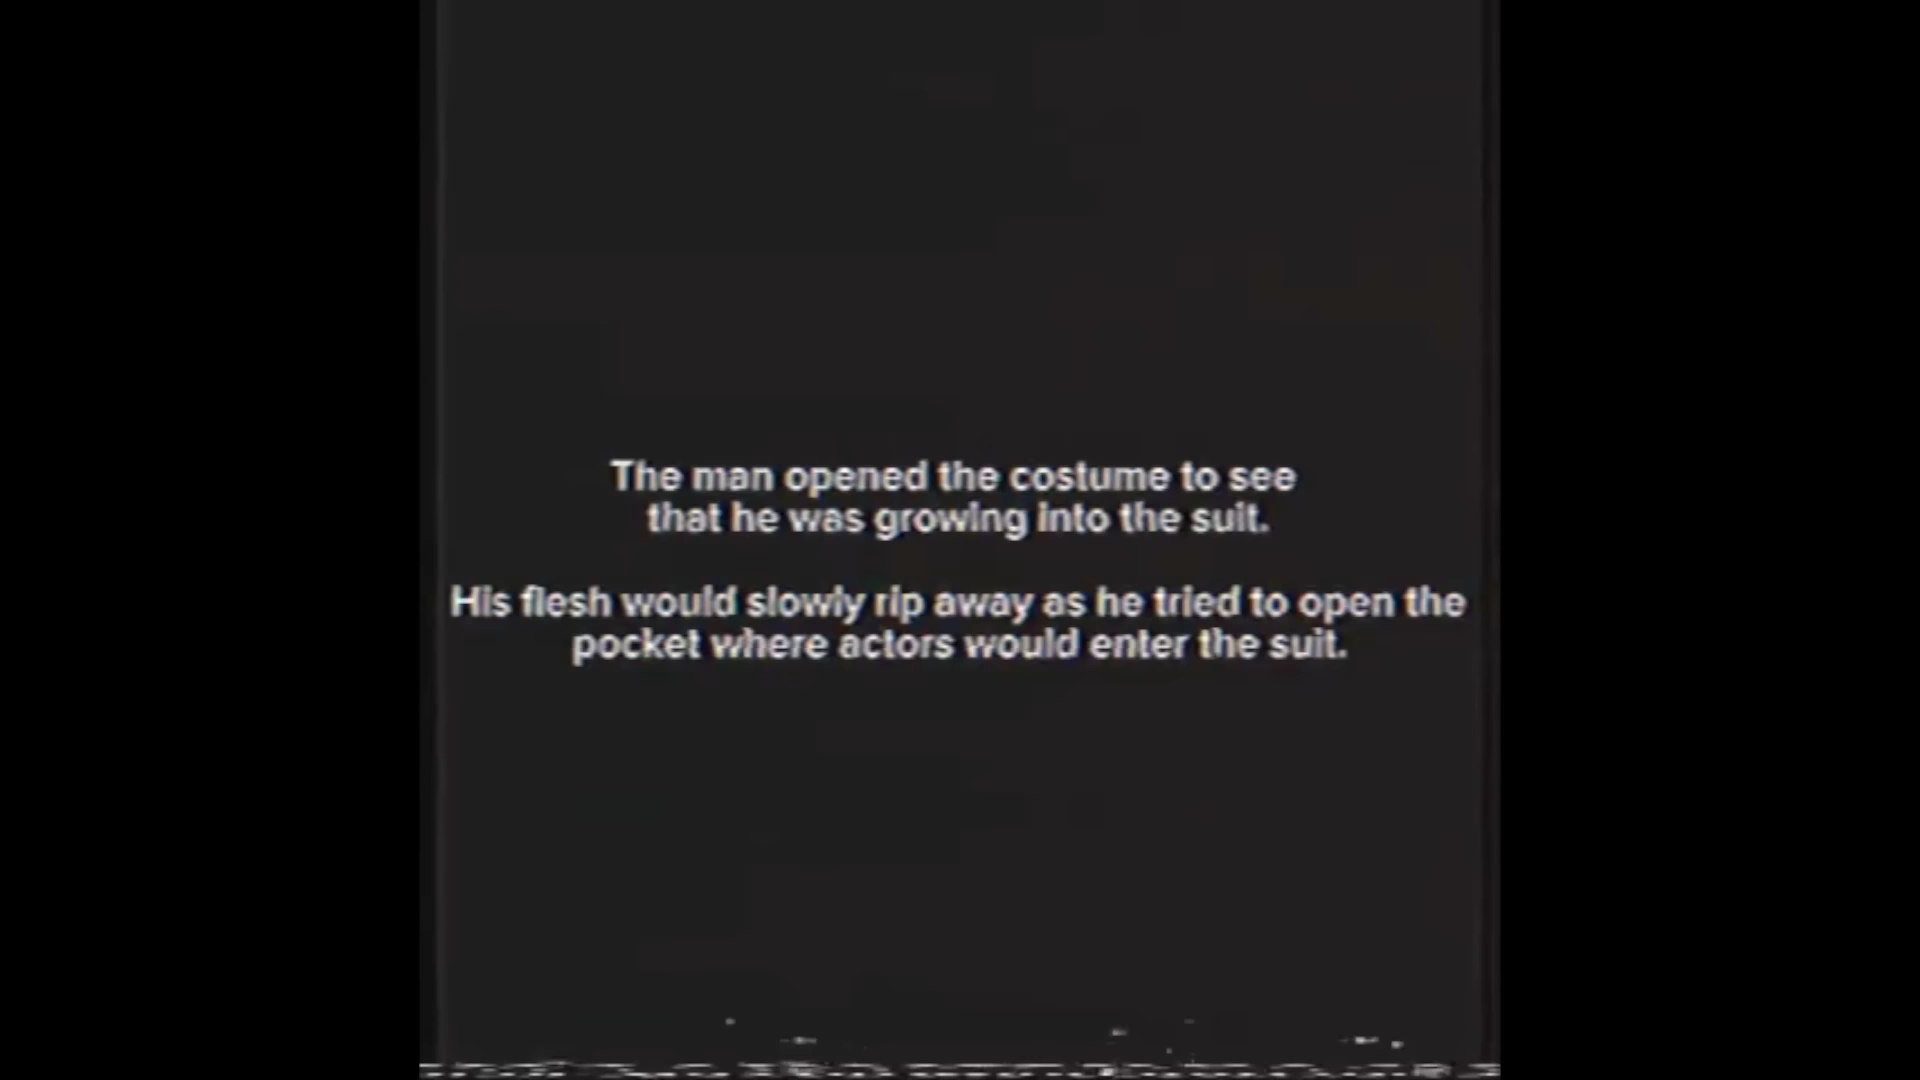 The man opened the costume to see
that he was growing into the suit.
His flesh would slowly rip away as he tried to open the
pocket where actors would enter the suit.